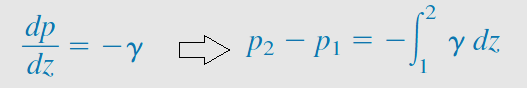 dp/dz = −γ ⇨ p₂ − p₁ = −∫₁² γ dz